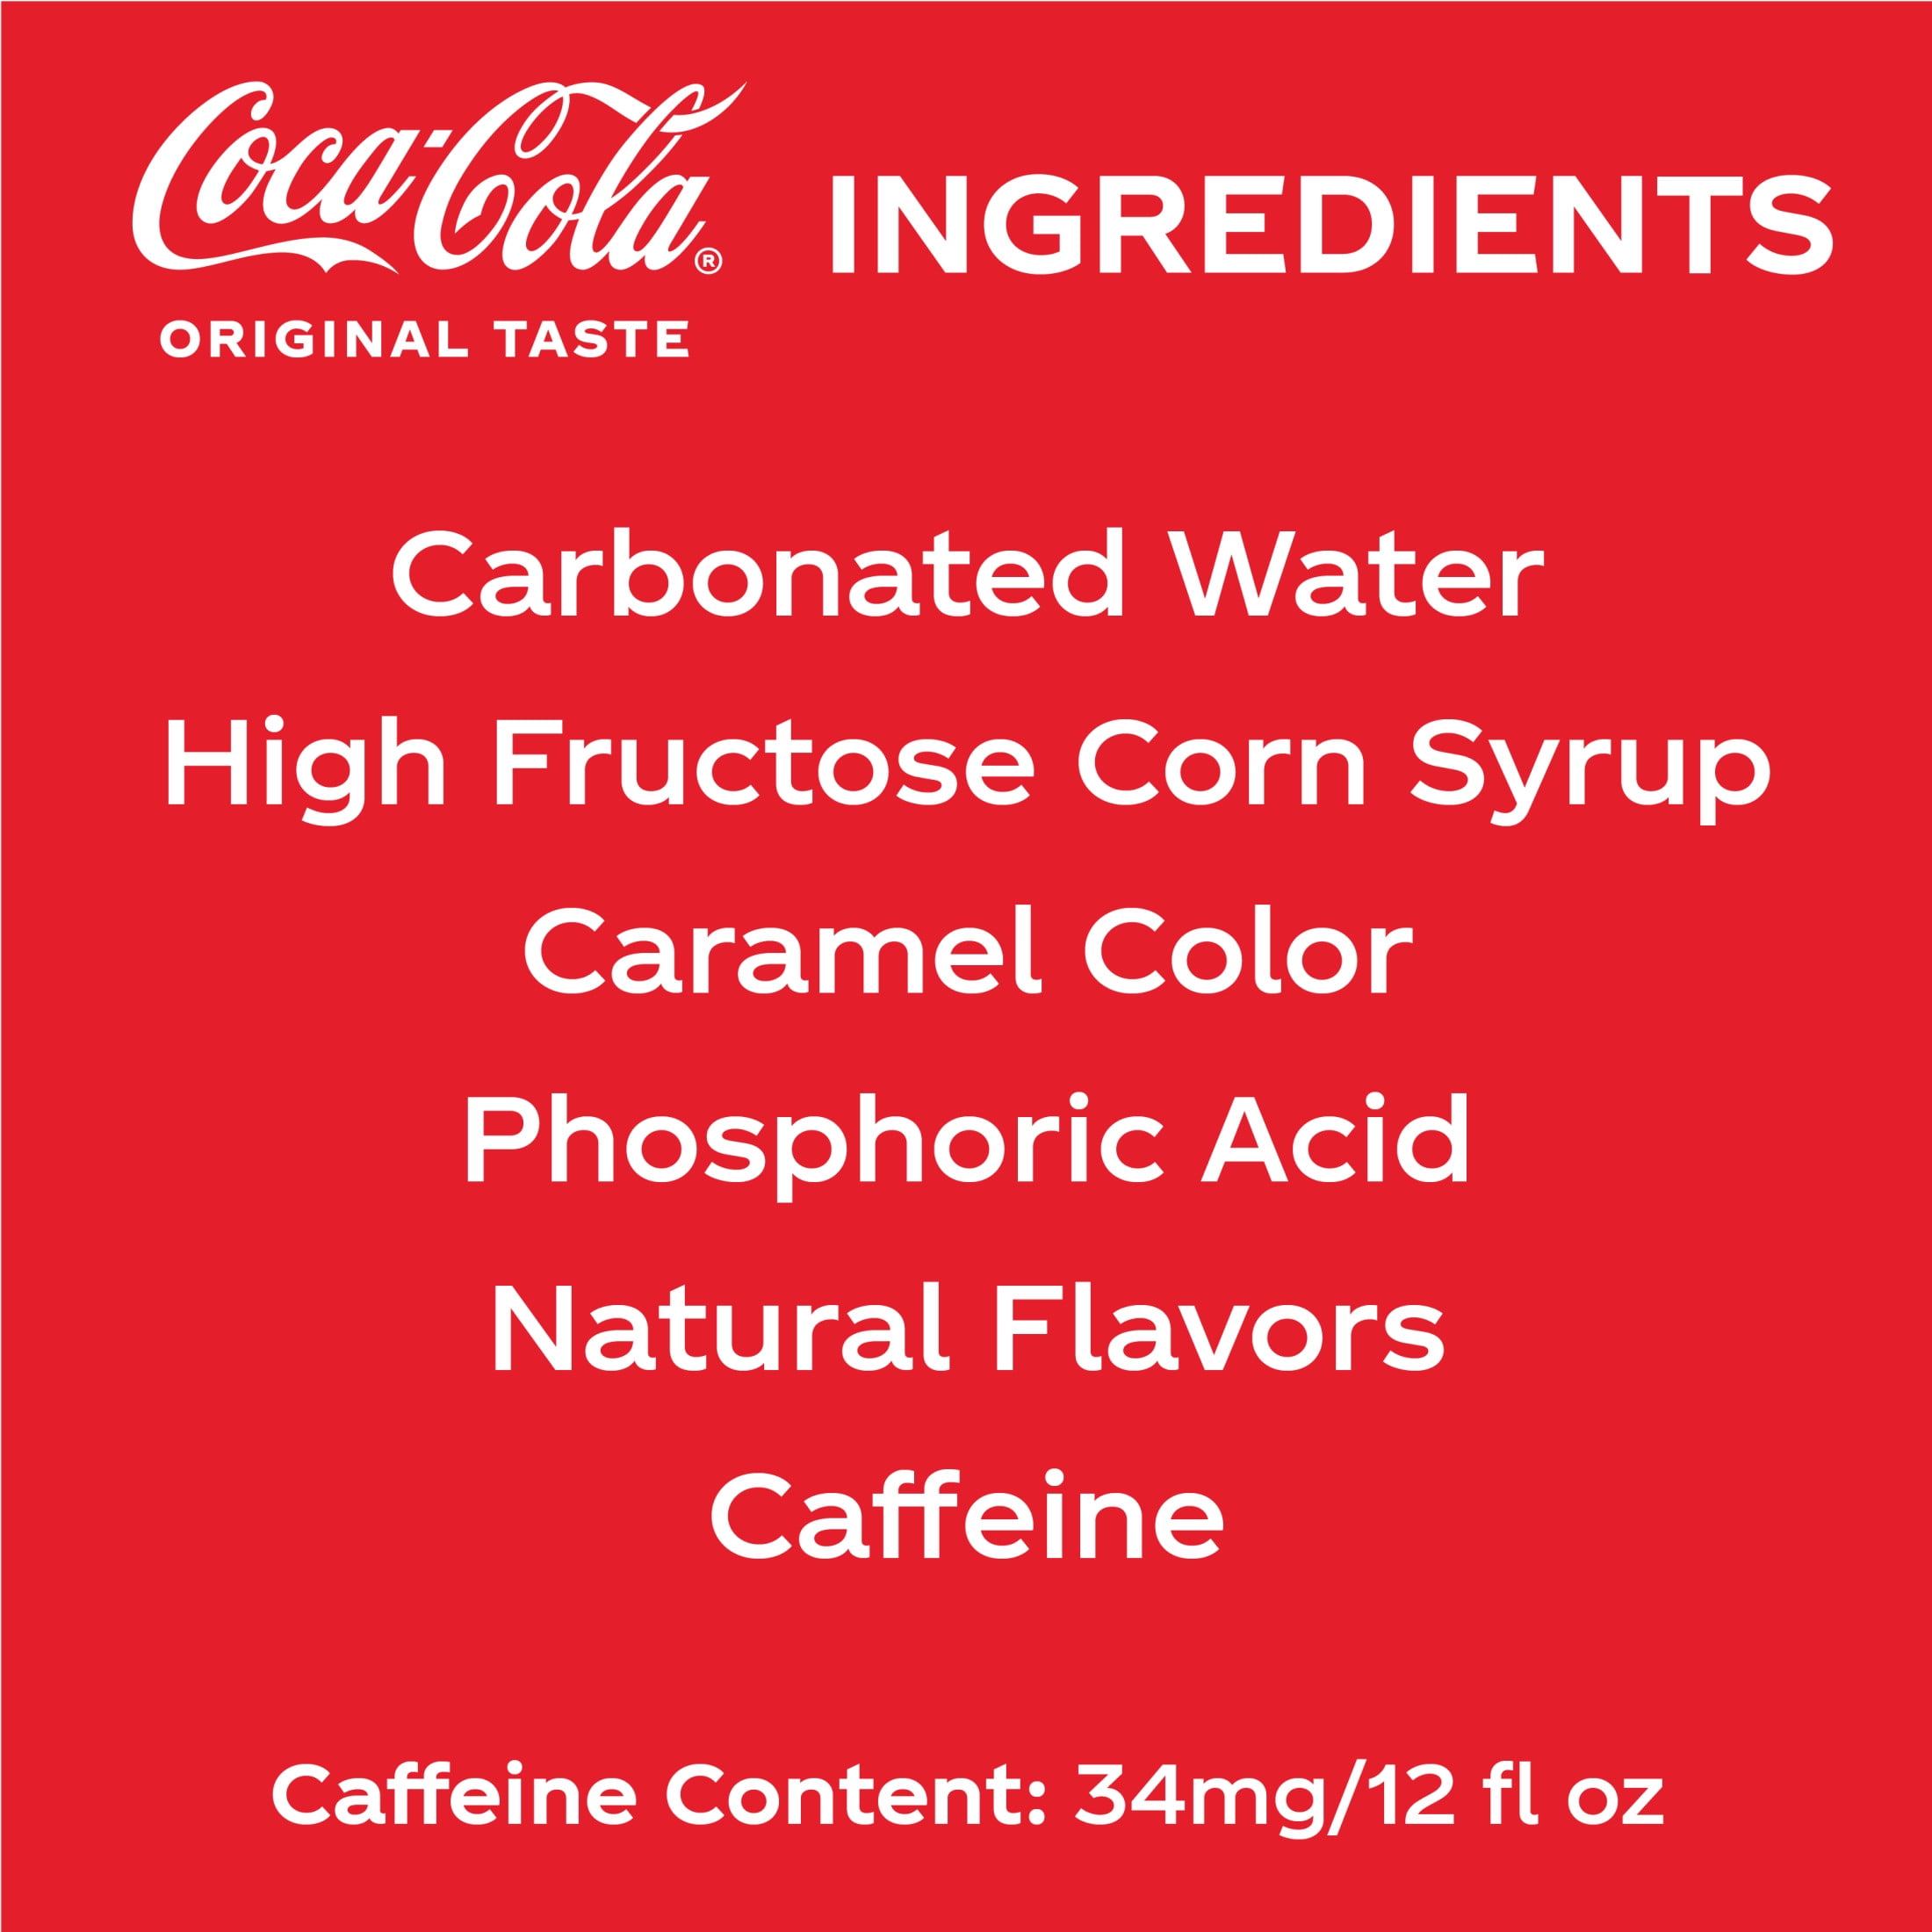 Coca-Cola® INGREDIENTS
ORIGINAL TASTE
Carbonated Water
High Fructose Corn Syrup
Caramel Color
Phosphoric Acid
Natural Flavors
Caffeine
Caffeine Content: 34mg/12 fl oz